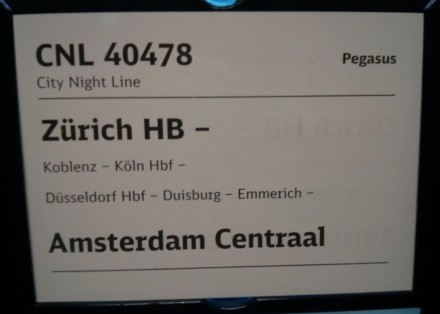 CNL 40478 Pegasus
City Night Line
Zürich HB –
Koblenz – Köln Hbf –
Düsseldorf Hbf – Duisburg – Emmerich –
Amsterdam Centraal